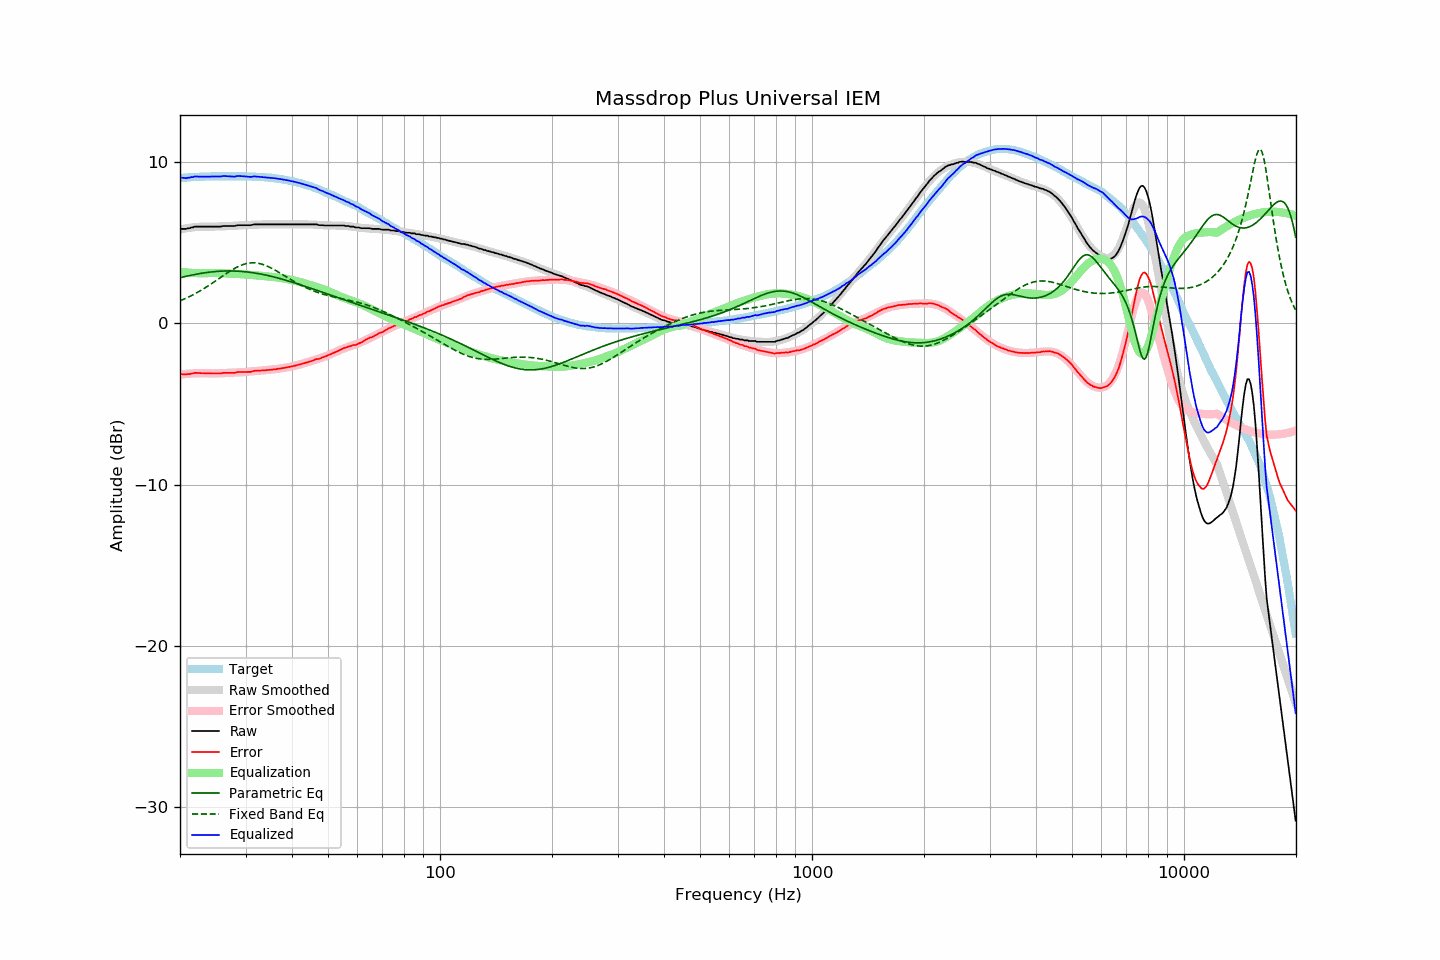 Massdrop Plus Universal IEM
Amplitude (dBr)
10
0
−10
−20
−30
Target
Raw Smoothed
Error Smoothed
Raw
Error
Equalization
Parametric Eq
Fixed Band Eq
Equalized
100
1000
10000
Frequency (Hz)